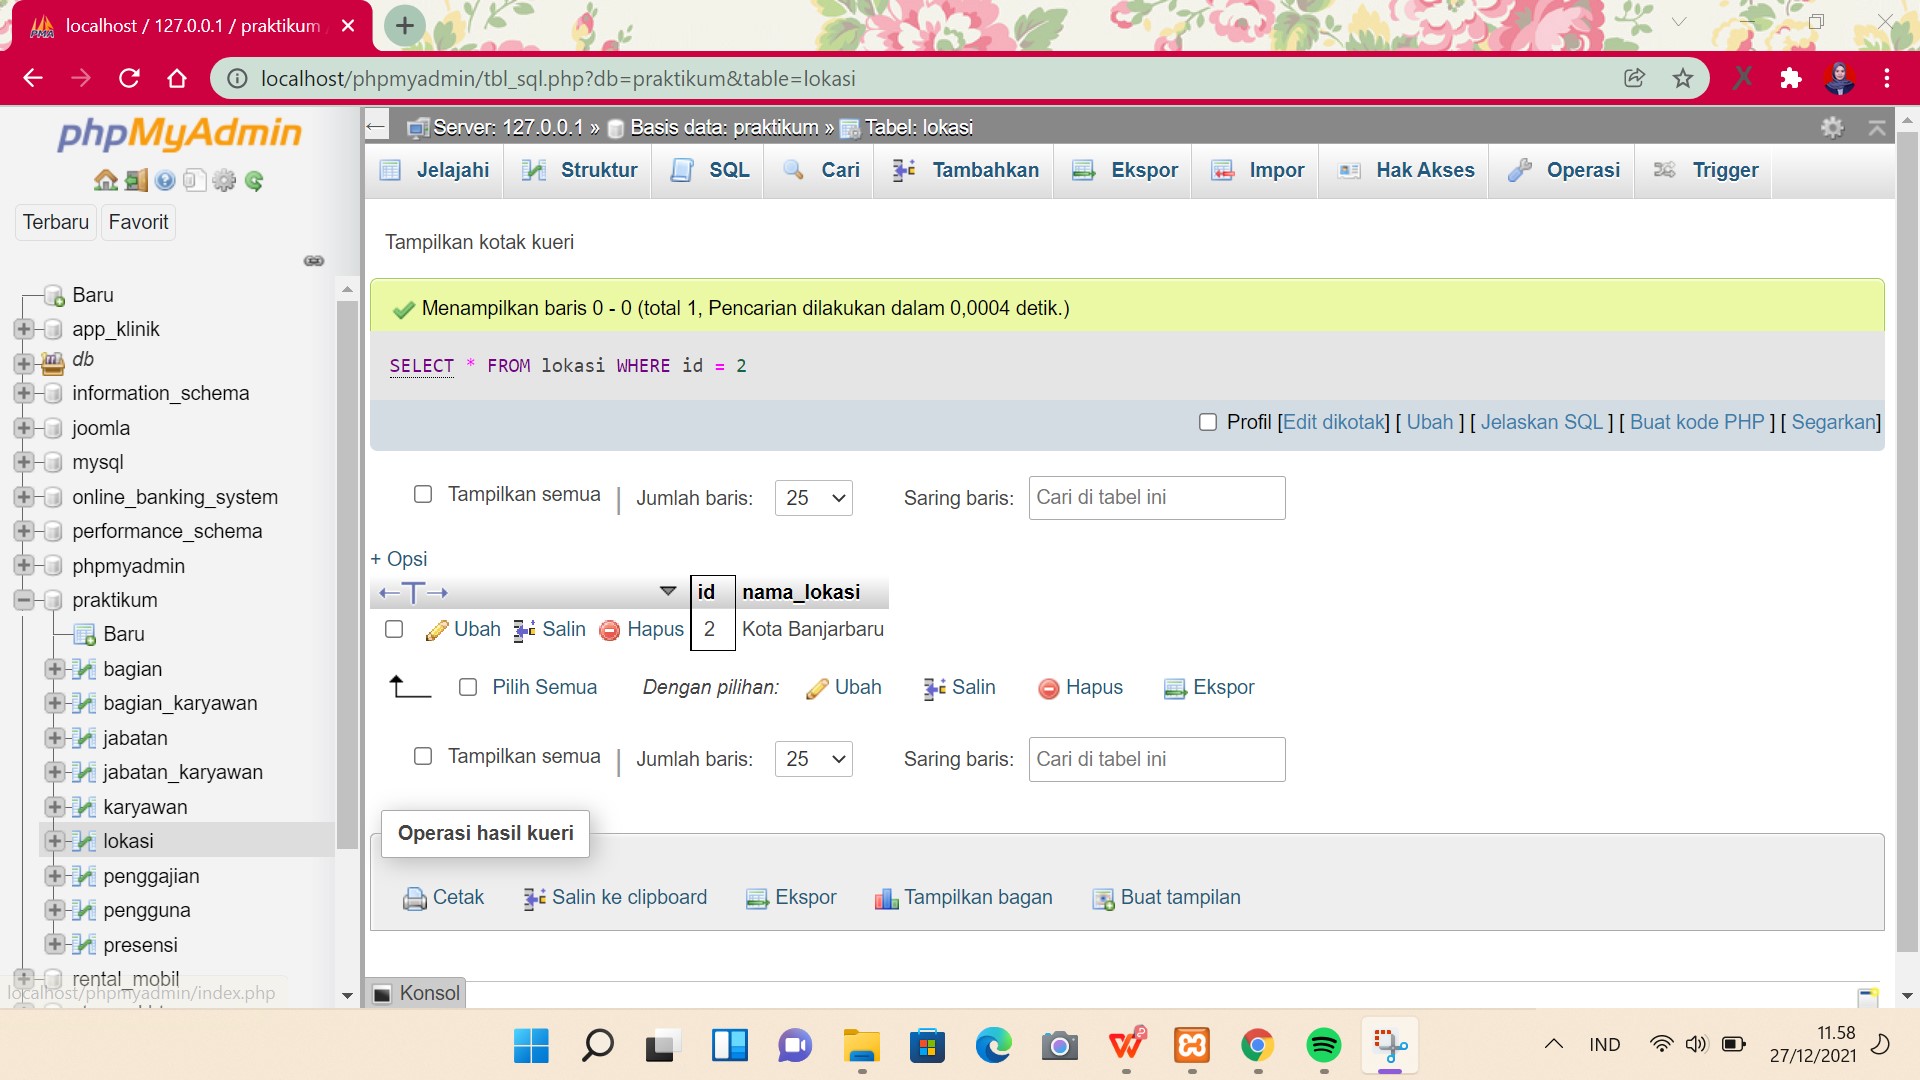 localhost / 127.0.0.1 / praktikum
localhost/phpmyadmin/tbl_sql.php?db=praktikum&table=lokasi
phpMyAdmin
Terbaru Favorit
Baru
app_klinik
db
information_schema
joomla
mysql
online_banking_system
performance_schema
phpmyadmin
praktikum
Baru
bagian
bagian_karyawan
jabatan
jabatan_karyawan
karyawan
lokasi
penggajian
pengguna
presensi
rental_mobil
localhost/phpmyadmin/index.php
Server: 127.0.0.1 » Basis data: praktikum » Tabel: lokasi
Jelajahi Struktur SQL Cari Tambahkan Ekspor Impor Hak Akses Operasi Trigger
Tampilkan kotak kueri
Menampilkan baris 0 - 0 (total 1, Pencarian dilakukan dalam 0,0004 detik.)
SELECT * FROM lokasi WHERE id = 2
Profil [Edit dikotak] [ Ubah ] [ Jelaskan SQL ] [ Buat kode PHP ] [ Segarkan]
Tampilkan semua | Jumlah baris: 25 Saring baris: Cari di tabel ini
+ Opsi
←T→ id nama_lokasi
Ubah Salin Hapus 2 Kota Banjarbaru
Pilih Semua Dengan pilihan: Ubah Salin Hapus Ekspor
Tampilkan semua | Jumlah baris: 25 Saring baris: Cari di tabel ini
Operasi hasil kueri
Cetak Salin ke clipboard Ekspor Tampilkan bagan Buat tampilan
Konsol
IND
11.58
27/12/2021